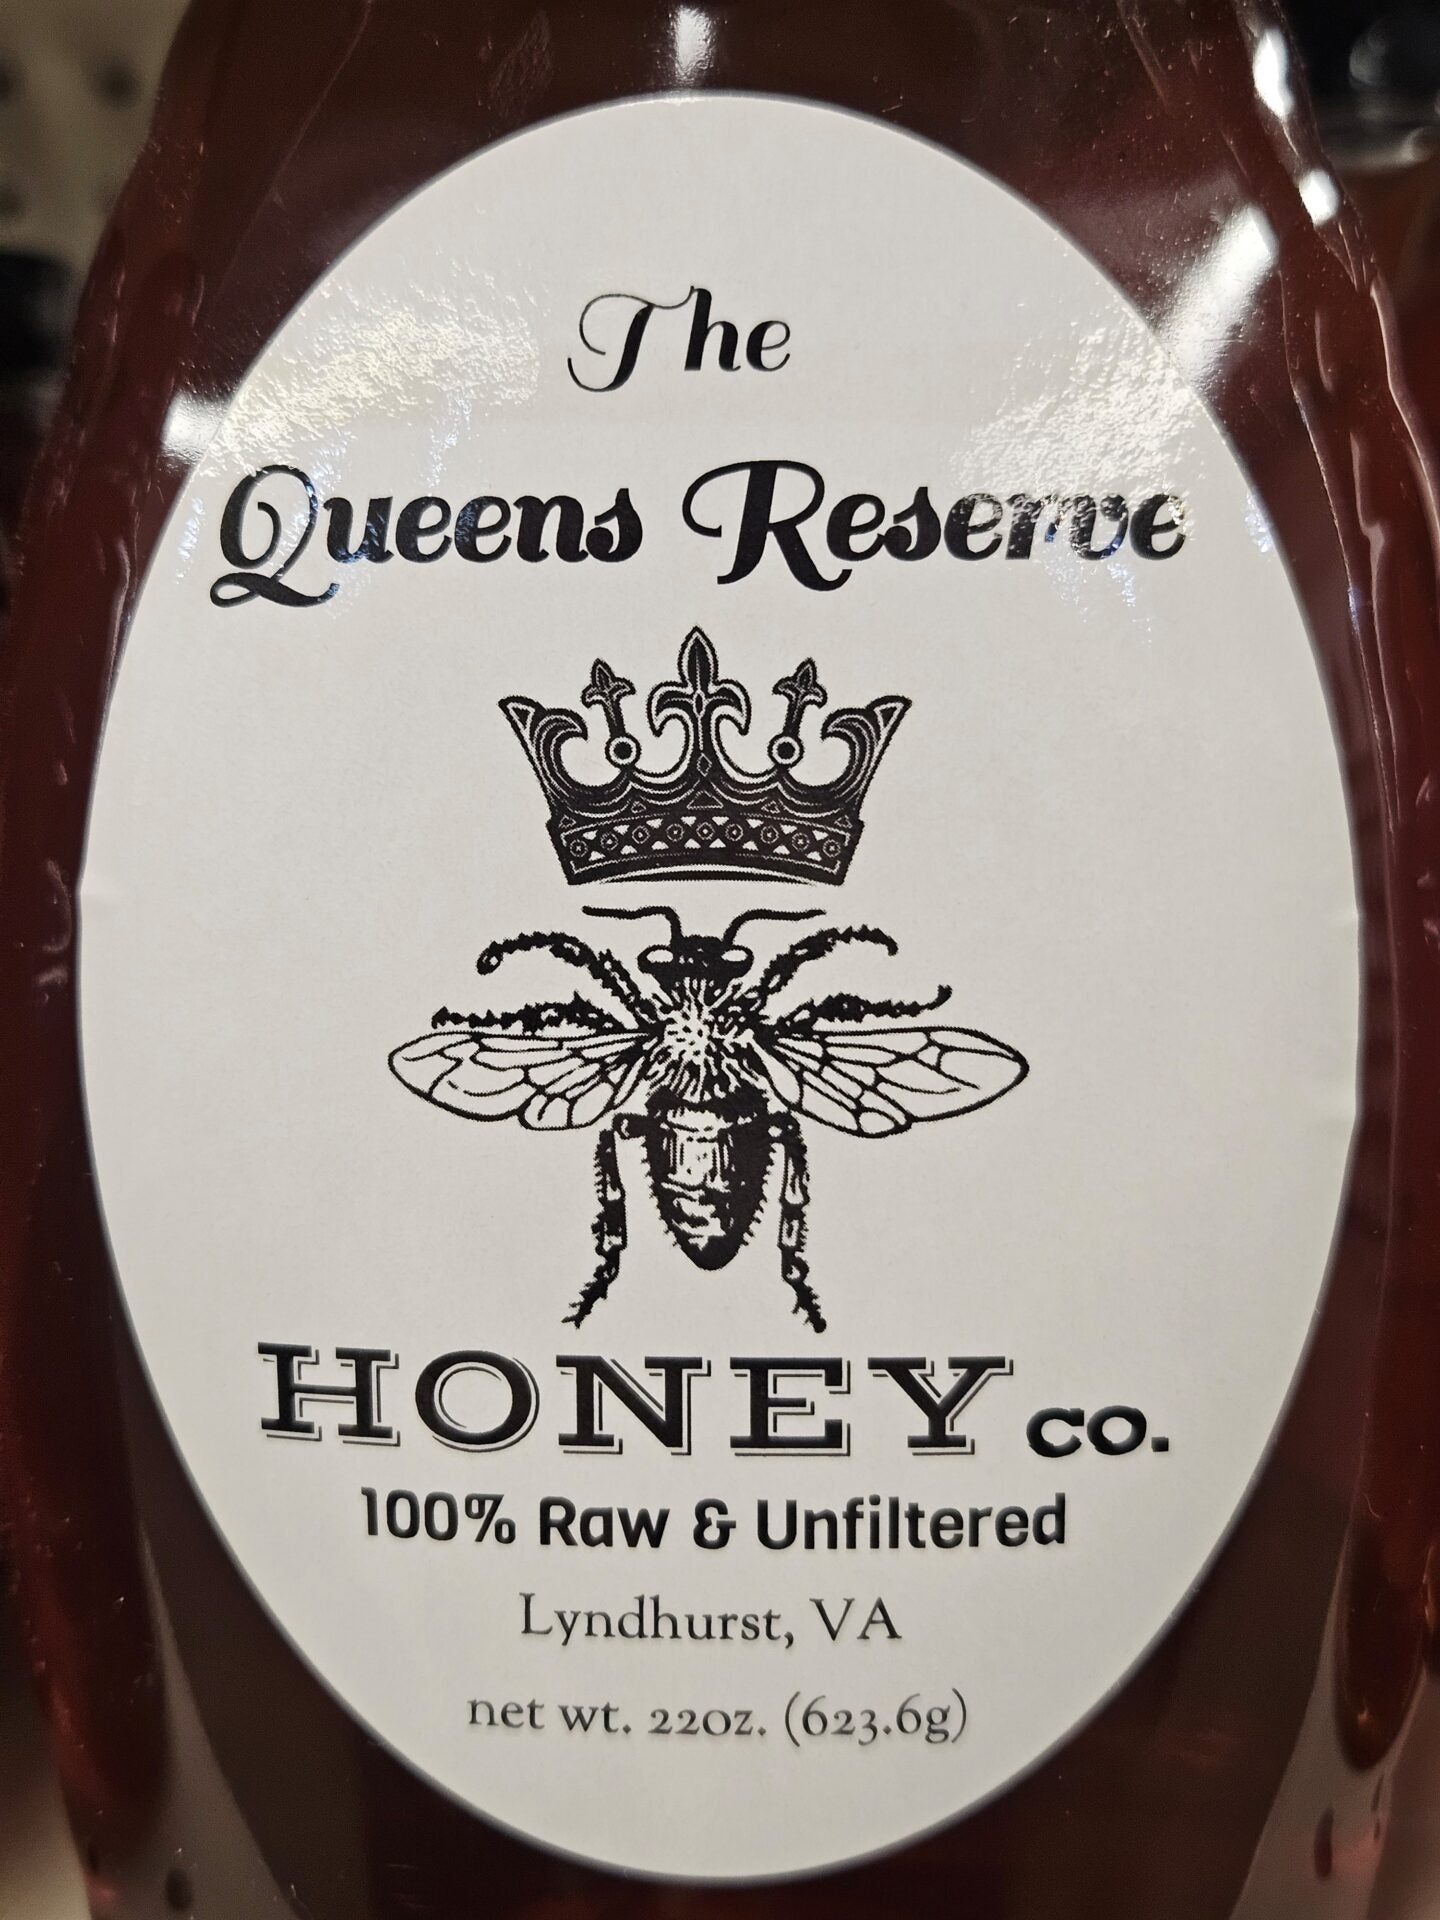 The
Queens Reserve
HONEY co.
100% Raw & Unfiltered
Lyndhurst, VA
net wt. 22oz. (623.6g)